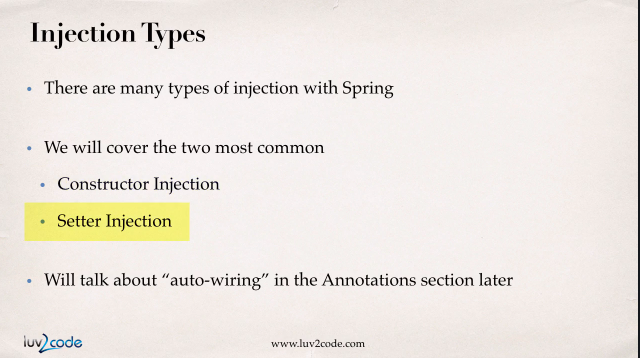 Injection Types
• There are many types of injection with Spring
• We will cover the two most common
• Constructor Injection
• Setter Injection
• Will talk about “auto-wiring” in the Annotations section later
luv2code
www.luv2code.com